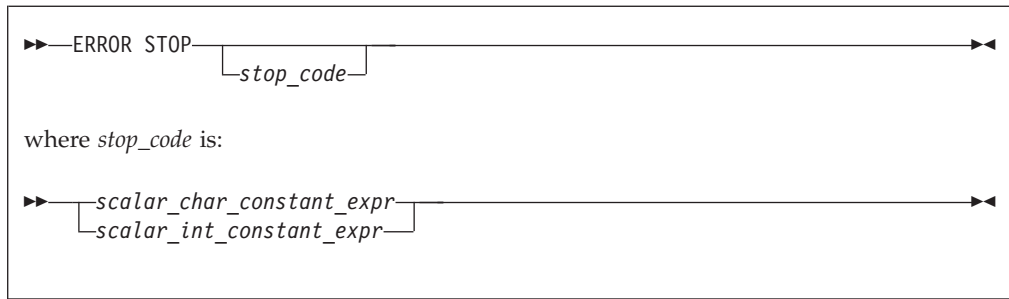 ERROR STOP
stop_code
where stop_code is:
scalar_char_constant_expr
scalar_int_constant_expr